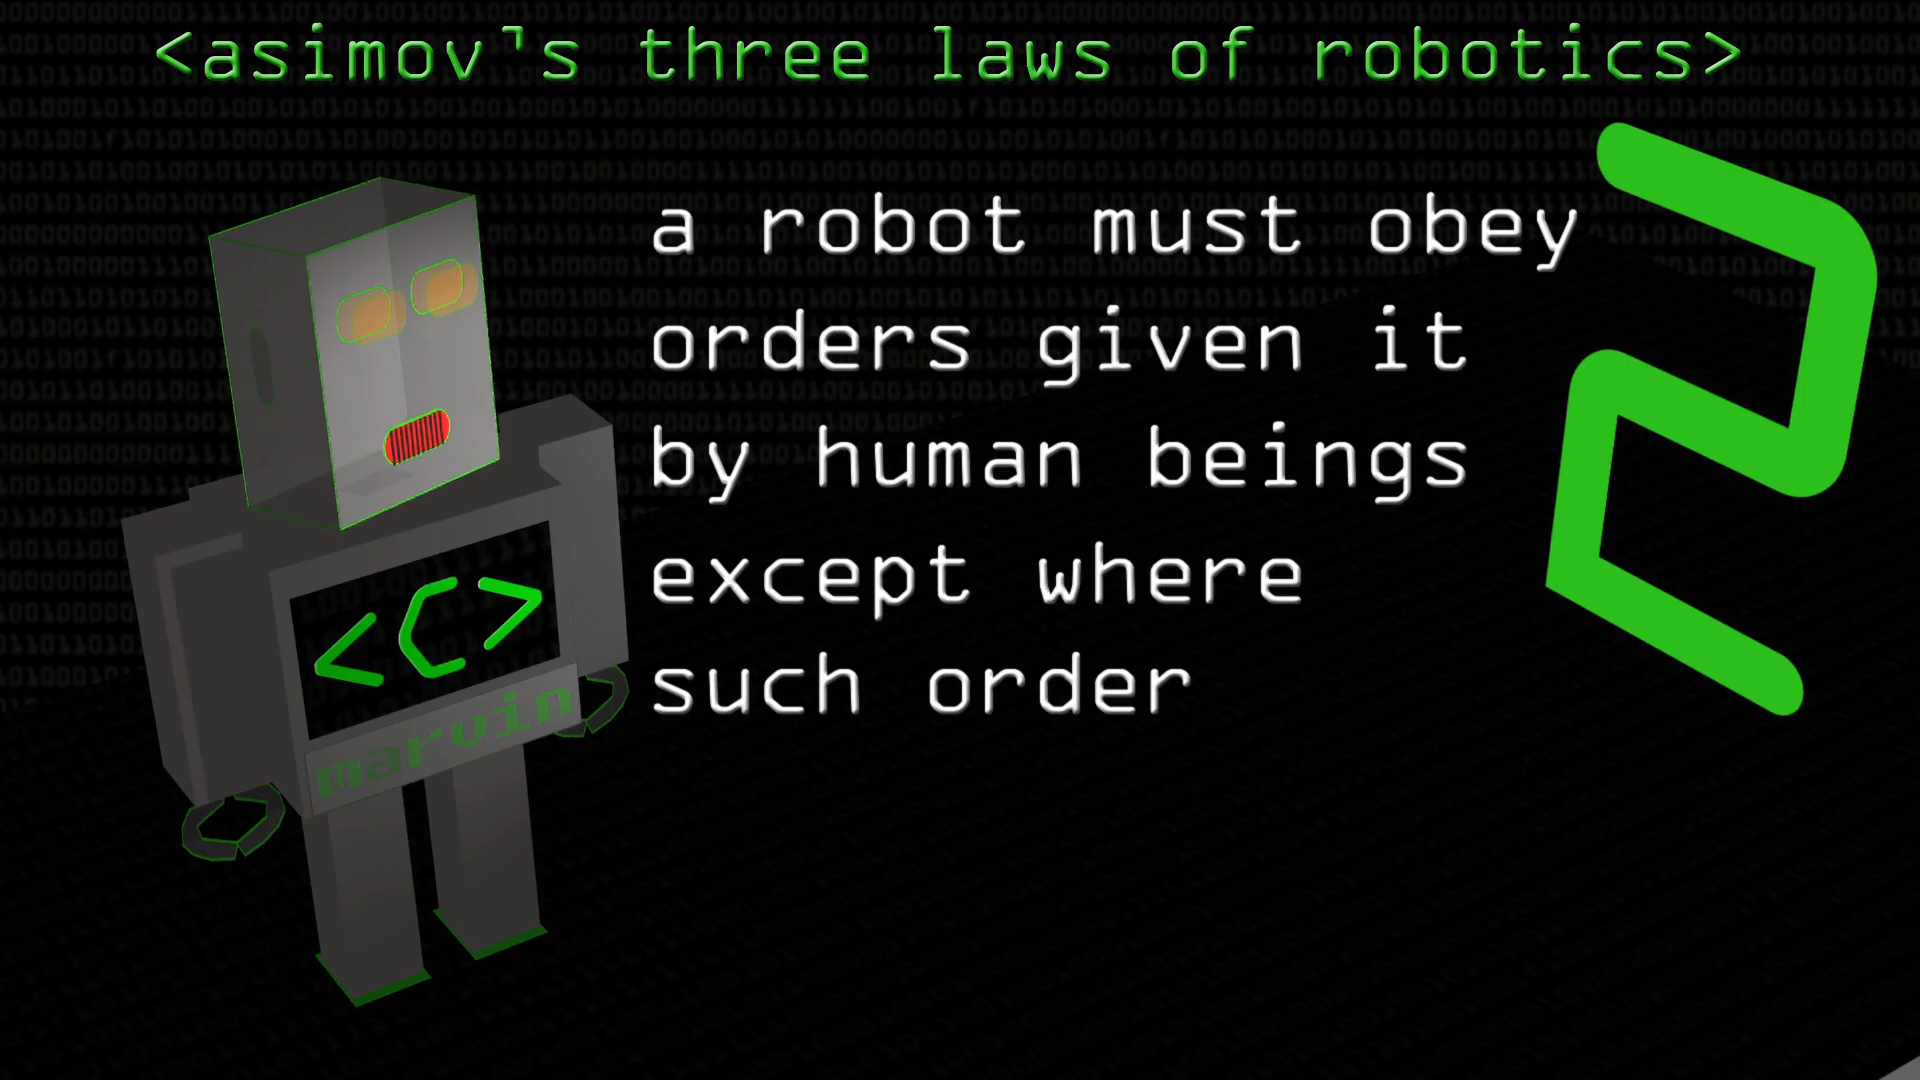 <asimov's three laws of robotics>
a robot must obey
orders given it
by human beings
except where
such order
2
<C>
marvin